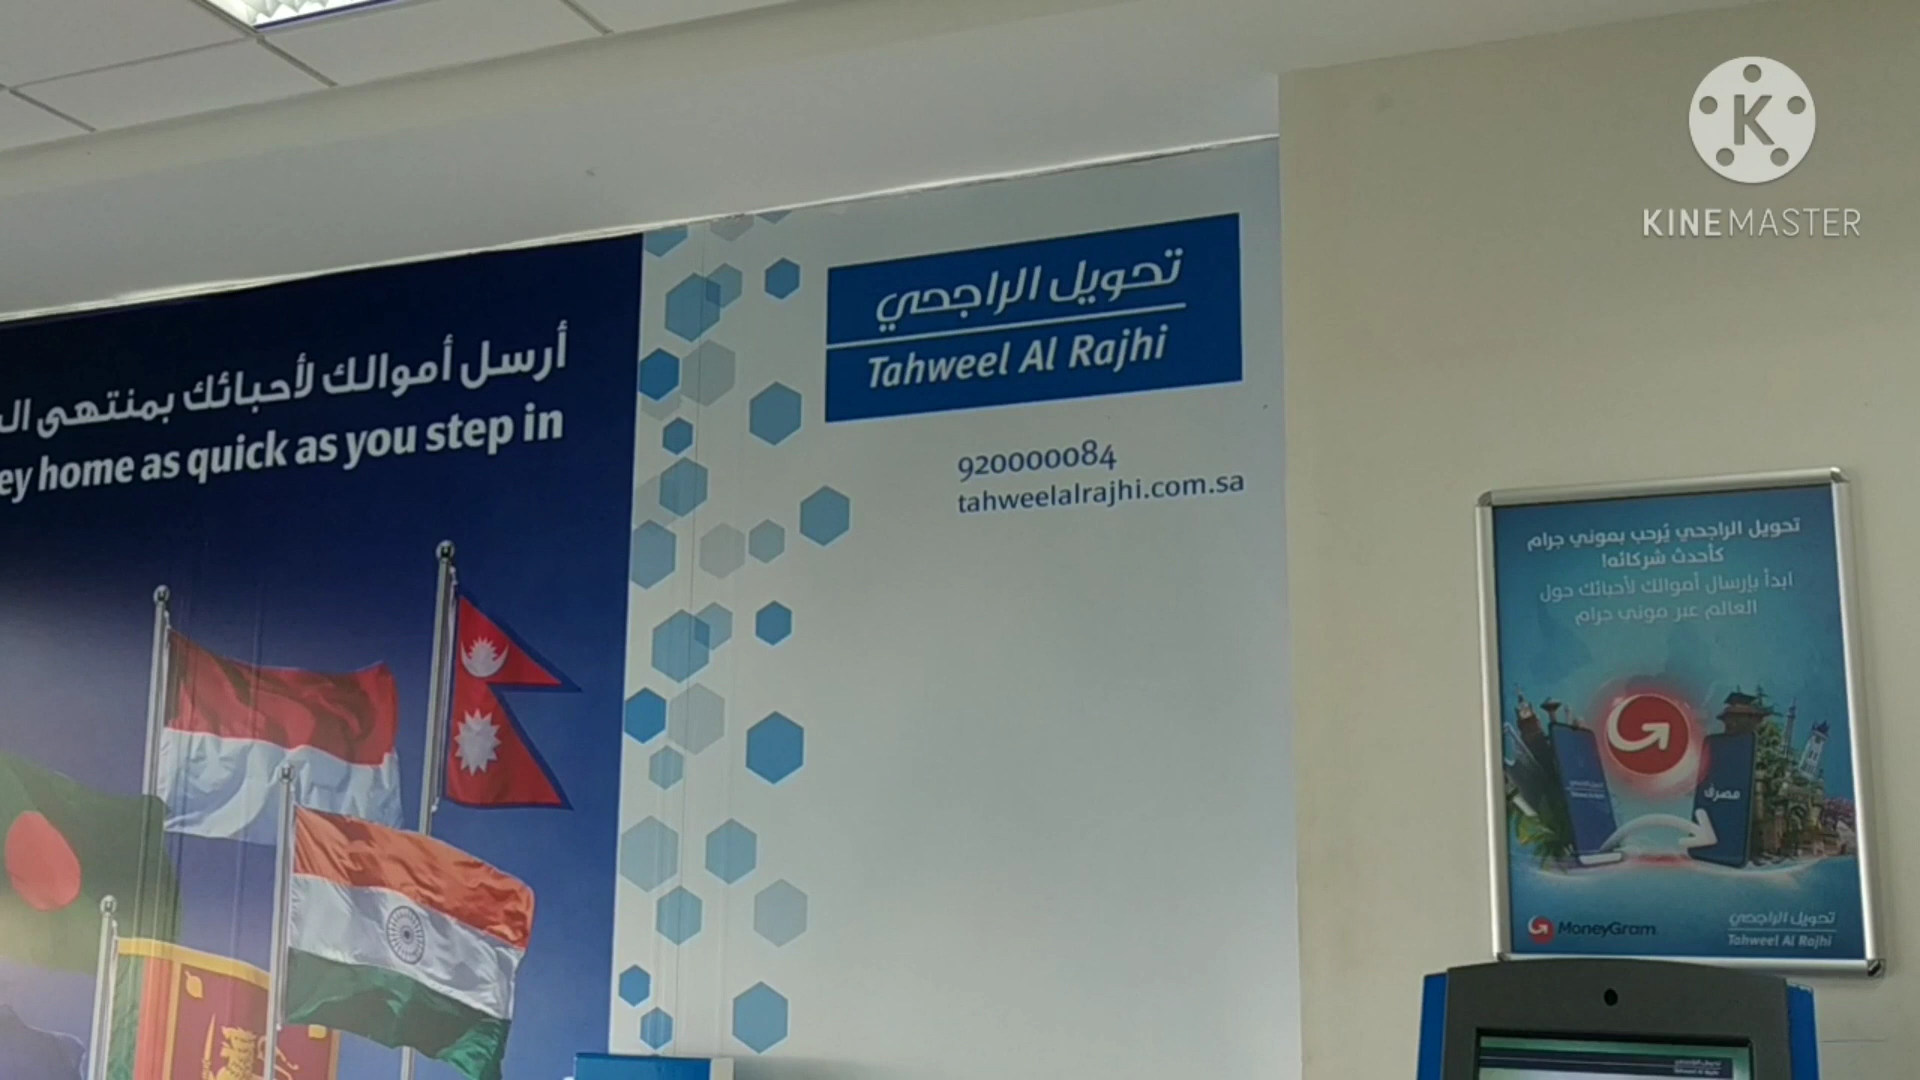 أرسل أموالك لأحبائك بمنتهى
ey home as quick as you step in
تحويل الراجحي
Tahweel Al Rajhi
920000084
tahweelalrajhi.com.sa
K
KINEMASTER
تحويل الراجحي يُرحب بموني جرام
كأحدث شركائه!
ابدأ بإرسال أموالك لأحبائك حول
العالم عبر موني جرام
مصرف
MoneyGram
تحويل الراجحي
Tahweel Al Rajhi